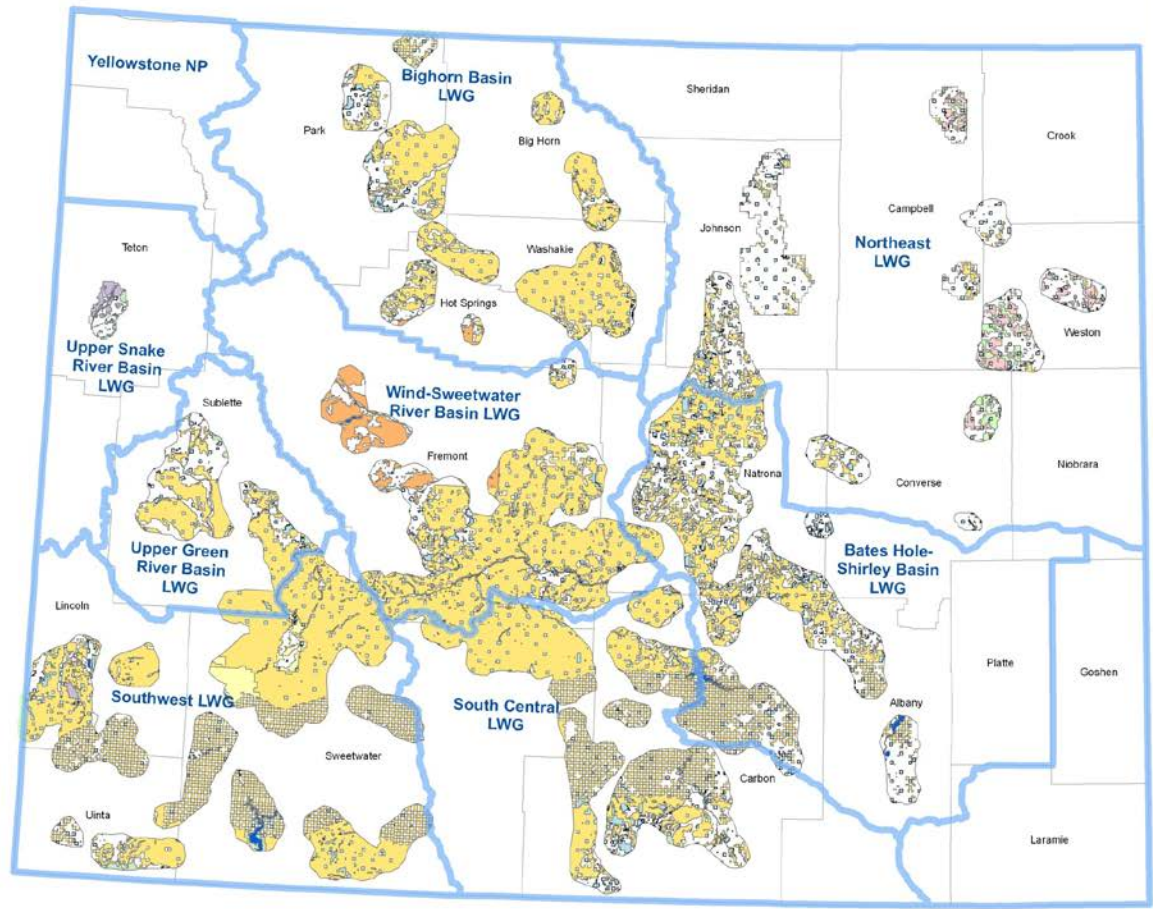 Yellowstone NP
Bighorn Basin
LWG
Sheridan
Park
Big Horn
Crook
Campbell
Johnson
Teton
Washakie
Northeast
LWG
Hot Springs
Weston
Upper Snake
River Basin
LWG
Sublette
Wind-Sweetwater
River Basin LWG
Fremont
Natrona
Converse
Niobrara
Upper Green
River Basin
LWG
Bates Hole-
Shirley Basin
LWG
Lincoln
Platte
Goshen
Southwest LWG
South Central
LWG
Albany
Sweetwater
Carbon
Uinta
Laramie